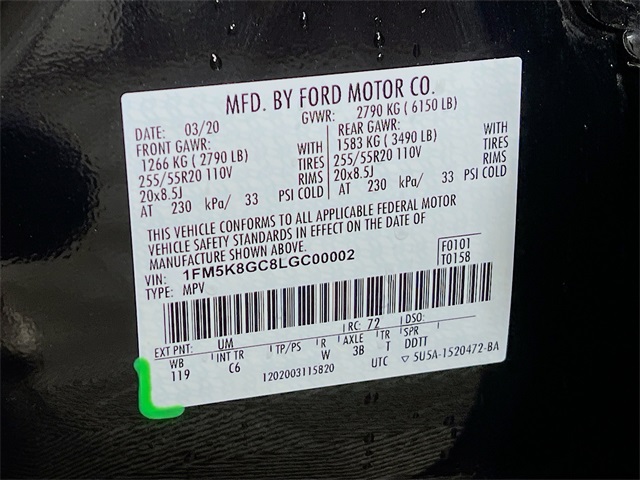 MFD. BY FORD MOTOR CO.
DATE: 03/20 GVWR: 2790 KG ( 6150 LB)
FRONT GAWR: REAR GAWR:
1266 KG ( 2790 LB) WITH 1583 KG ( 3490 LB) WITH
255/55R20 110V TIRES 255/55R20 110V TIRES
20x8.5J RIMS 20x8.5J RIMS
AT 230 kPa/ 33 PSI COLD AT 230 kPa/ 33 PSI COLD
THIS VEHICLE CONFORMS TO ALL APPLICABLE FEDERAL MOTOR
VEHICLE SAFETY STANDARDS IN EFFECT ON THE DATE OF
MANUFACTURE SHOWN ABOVE.
VIN: 1FM5K8GC8LGC00002 F0101
TYPE: MPV T0158
EXT PNT: UM RC: 72 DSO:
WB INT TR TP/PS R AXLE TR SPR
119 C6 W 3B T DDTT
1202003115820 UTC ▽ 5U5A-1520472-BA